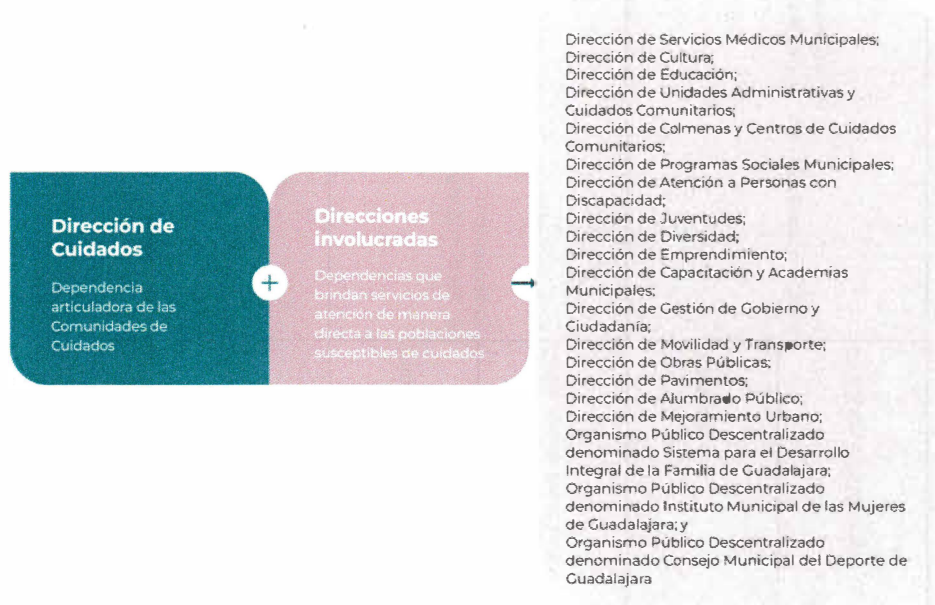 Dirección de
Cuidados
Dependencia
articuladora de las
Comunidades de
Cuidados
+
Direcciones
involucradas
Dependencias que
brindan servicios de
atención de manera
directa a las poblaciones
susceptibles de cuidados
Dirección de Servicios Médicos Municipales;
Dirección de Cultura;
Dirección de Educación;
Dirección de Unidades Administrativas y
Cuidados Comunitarios;
Dirección de Colmenas y Centros de Cuidados
Comunitarios;
Dirección de Programas Sociales Municipales;
Dirección de Atención a Personas con
Discapacidad;
Dirección de Juventudes;
Dirección de Diversidad;
Dirección de Emprendimiento;
Dirección de Capacitación y Academias
Municipales;
Dirección de Gestión de Gobierno y
Ciudadanía;
Dirección de Movilidad y Transporte;
Dirección de Obras Públicas;
Dirección de Pavimentos;
Dirección de Alumbrado Público;
Dirección de Mejoramiento Urbano;
Organismo Público Descentralizado
denominado Sistema para el Desarrollo
Integral de la Familia de Guadalajara;
Organismo Público Descentralizado
denominado Instituto Municipal de las Mujeres
de Guadalajara; y
Organismo Público Descentralizado
denominado Consejo Municipal del Deporte de
Guadalajara